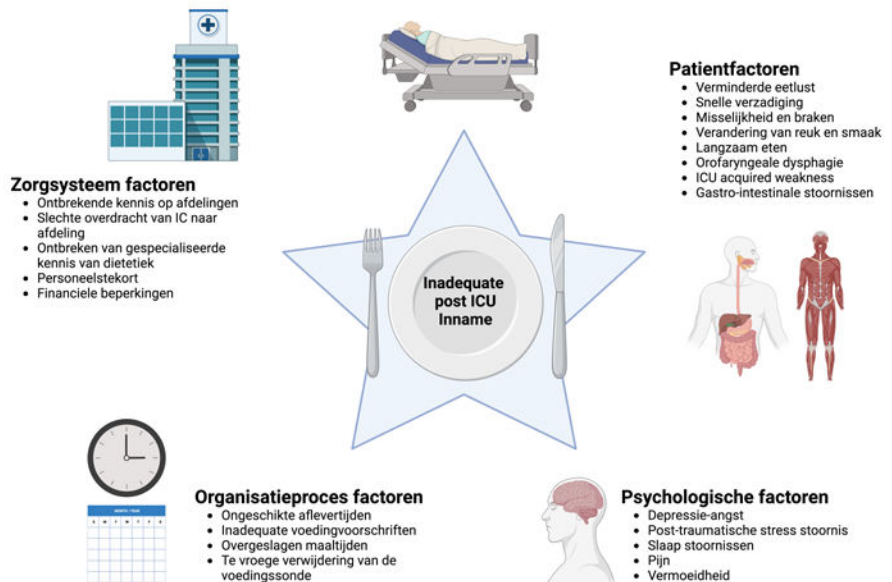 Patientfactoren
Verminderde eetlust
Snelle verzadiging
Misselijkheid en braken
Verandering van reuk en smaak
Langzaam eten
Orofaryngeale dysphagie
ICU acquired weakness
Gastro-intestinale stoornissen
Zorgsysteem factoren
Ontbrekende kennis op afdelingen
Slechte overdracht van IC naar
afdeling
Ontbreken van gespecialiseerde
kennis van dietetiek
Personeelstekort
Financiele beperkingen
Inadequate
post ICU
Inname
Organisatieproces factoren
Ongeschikte aflevertijden
Inadequate voedingvoorschriften
Overgeslagen maaltijden
Te vroege verwijdering van de
voedingssonde
Psychologische factoren
Depressie-angst
Post-traumatische stress stoornis
Slaap stoornissen
Pijn
Vermoeidheid
MONTH / YEAR
S M T W T F S